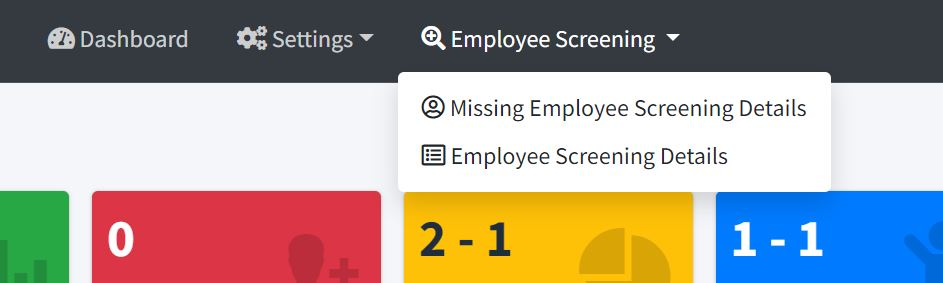 Dashboard Settings Employee Screening
Missing Employee Screening Details
Employee Screening Details
0 2 - 1 1 - 1